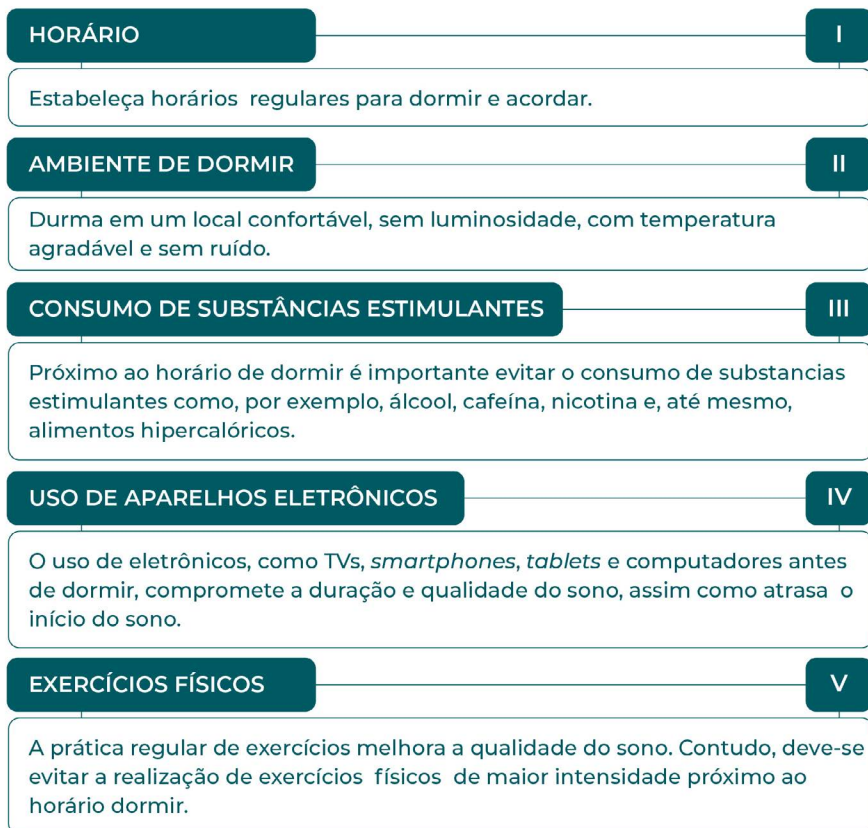 HORÁRIO I
Estabeleça horários regulares para dormir e acordar.
AMBIENTE DE DORMIR II
Durma em um local confortável, sem luminosidade, com temperatura
agradável e sem ruído.
CONSUMO DE SUBSTÂNCIAS ESTIMULANTES III
Próximo ao horário de dormir é importante evitar o consumo de substancias
estimulantes como, por exemplo, álcool, cafeína, nicotina e, até mesmo,
alimentos hipercalóricos.
USO DE APARELHOS ELETRÔNICOS IV
O uso de eletrônicos, como TVs, smartphones, tablets e computadores antes
de dormir, compromete a duração e qualidade do sono, assim como atrasa o
início do sono.
EXERCÍCIOS FÍSICOS V
A prática regular de exercícios melhora a qualidade do sono. Contudo, deve-se
evitar a realização de exercícios físicos de maior intensidade próximo ao
horário dormir.